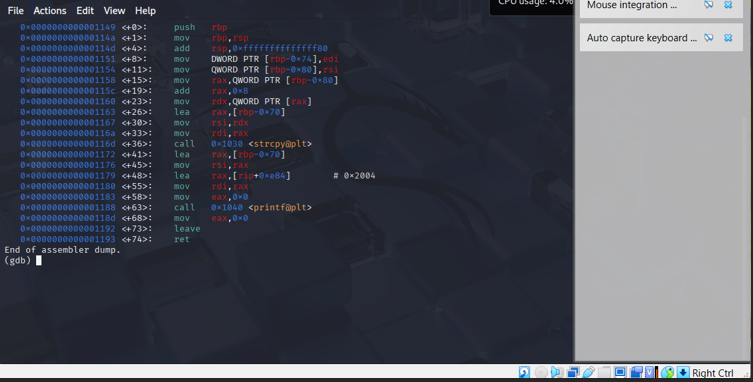 File Actions Edit View Help
CPU usage: 4.0%
Mouse integration ...
Auto capture keyboard ...
0x0000000000001149 <+0>: push rbp
0x000000000000114a <+1>: mov rbp,rsp
0x000000000000114d <+4>: add rsp,0xffffffffffffff80
0x0000000000001151 <+8>: mov DWORD PTR [rbp-0x74],edi
0x0000000000001154 <+11>: mov QWORD PTR [rbp-0x80],rsi
0x0000000000001158 <+15>: mov rax,QWORD PTR [rbp-0x80]
0x000000000000115c <+19>: add rax,0x8
0x0000000000001160 <+23>: mov rdx,QWORD PTR [rax]
0x0000000000001163 <+26>: lea rax,[rbp-0x70]
0x0000000000001167 <+30>: mov rsi,rdx
0x000000000000116a <+33>: mov rdi,rax
0x000000000000116d <+36>: call 0x1030 <strcpy@plt>
0x0000000000001172 <+41>: lea rax,[rbp-0x70]
0x0000000000001176 <+45>: mov rsi,rax
0x0000000000001179 <+48>: lea rax,[rip+0xe84] # 0x2004
0x0000000000001180 <+55>: mov rdi,rax
0x0000000000001183 <+58>: mov eax,0x0
0x0000000000001188 <+63>: call 0x1040 <printf@plt>
0x000000000000118d <+68>: mov eax,0x0
0x0000000000001192 <+73>: leave
0x0000000000001193 <+74>: ret
End of assembler dump.
(gdb)
Right Ctrl